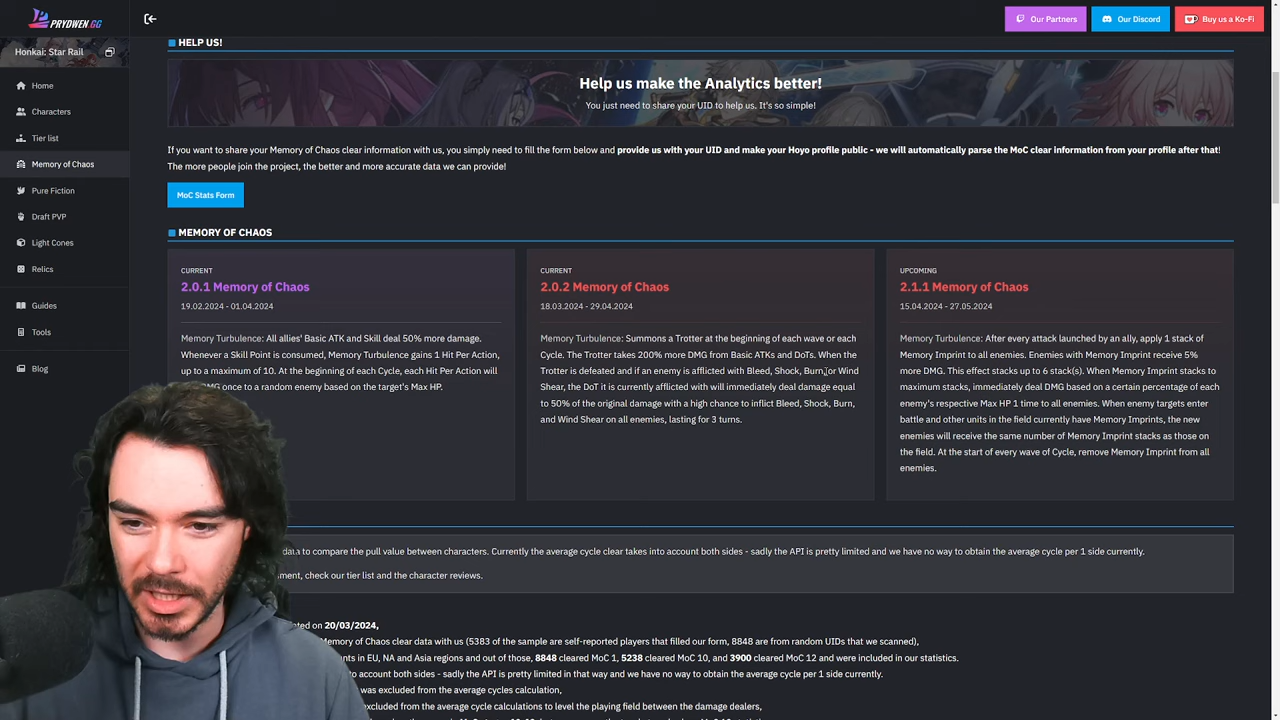 PRYDWEN.GG
Our Partners
Our Discord
Buy us a Ko-Fi
Honkai: Star Rail
Home
Characters
Tier list
Memory of Chaos
Pure Fiction
Draft PVP
Light Cones
Relics
Guides
Tools
Blog
HELP US!
Help us make the Analytics better!
You just need to share your UID to help us. It's so simple!
If you want to share your Memory of Chaos clear information with us, you simply need to fill the form below and provide us with your UID and make your Hoyo profile public - we will automatically parse the MoC clear information from your profile after that!
The more people join the project, the better and more accurate data we can provide!
MoC Stats Form
MEMORY OF CHAOS
CURRENT
2.0.1 Memory of Chaos
19.02.2024 - 01.04.2024
Memory Turbulence: All allies' Basic ATK and Skill deal 50% more damage.
Whenever a Skill Point is consumed, Memory Turbulence gains 1 Hit Per Action,
up to a maximum of 10. At the beginning of each Cycle, each Hit Per Action will
DMG once to a random enemy based on the target's Max HP.
CURRENT
2.0.2 Memory of Chaos
18.03.2024 - 29.04.2024
Memory Turbulence: Summons a Trotter at the beginning of each wave or each
Cycle. The Trotter takes 200% more DMG from Basic ATKs and DoTs. When the
Trotter is defeated and if an enemy is afflicted with Bleed, Shock, Burn, or Wind
Shear, the DoT it is currently afflicted with will immediately deal damage equal
to 50% of the original damage with a high chance to inflict Bleed, Shock, Burn,
and Wind Shear on all enemies, lasting for 3 turns.
UPCOMING
2.1.1 Memory of Chaos
15.04.2024 - 27.05.2024
Memory Turbulence: After every attack launched by an ally, apply 1 stack of
Memory Imprint to all enemies. Enemies with Memory Imprint receive 5%
more DMG. This effect stacks up to 6 stack(s). When Memory Imprint stacks to
maximum stacks, immediately deal DMG based on a certain percentage of each
enemy's respective Max HP 1 time to all enemies. When enemy targets enter
battle and other units in the field currently have Memory Imprints, the new
enemies will receive the same number of Memory Imprint stacks as those on
the field. At the start of every wave of Cycle, remove Memory Imprint from all
enemies.
data to compare the pull value between characters. Currently the average cycle clear takes into account both sides - sadly the API is pretty limited and we have no way to obtain the average cycle per 1 side currently.
check our tier list and the character reviews.
on 20/03/2024,
Memory of Chaos clear data with us (5383 of the sample are self-reported players that filled our form, 8848 are from random UIDs that we scanned),
in EU, NA and Asia regions and out of those, 8848 cleared MoC 1, 5238 cleared MoC 10, and 3900 cleared MoC 12 and were included in our statistics.
to account both sides - sadly the API is pretty limited in that way and we have no way to obtain the average cycle per 1 side currently.
was excluded from the average cycles calculation,
excluded from the average cycle calculations to level the playing field between the damage dealers,